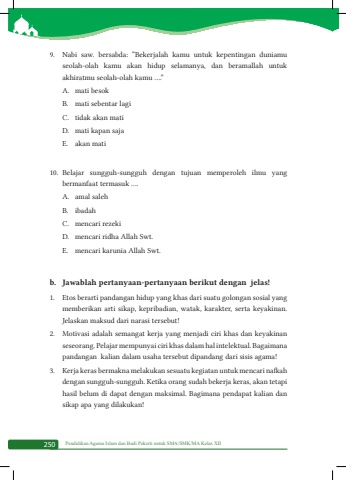 9. Nabi saw. bersabda: "Bekerjalah kamu untuk kepentingan duniamu
seolah-olah kamu akan hidup selamanya, dan beramallah untuk
akhiratmu seolah-olah kamu ...."
A. mati besok
B. mati sebentar lagi
C. tidak akan mati
D. mati kapan saja
E. akan mati
10. Belajar sungguh-sungguh dengan tujuan memperoleh ilmu yang
bermanfaat termasuk ....
A. amal saleh
B. ibadah
C. mencari rezeki
D. mencari ridha Allah Swt.
E. mencari karunia Allah Swt.
b. Jawablah pertanyaan-pertanyaan berikut dengan jelas!
1. Etos berarti pandangan hidup yang khas dari suatu golongan sosial yang
memberikan arti sikap, kepribadian, watak, karakter, serta keyakinan.
Jelaskan maksud dari narasi tersebut!
2. Motivasi adalah semangat kerja yang menjadi ciri khas dan keyakinan
seseorang. Pelajar mempunyai ciri khas dalam hal intelektual. Bagaimana
pandangan kalian dalam usaha tersebut dipandang dari sisis agama!
3. Kerja keras bermakna melakukan sesuatu kegiatan untuk mencari nafkah
dengan sungguh-sungguh. Ketika orang sudah bekerja keras, akan tetapi
hasil belum di dapat dengan maksimal. Bagimana pendapat kalian dan
sikap apa yang dilakukan!
250 Pendidikan Agama Islam dan Budi Pekerti untuk SMA/SMK/MA Kelas XII